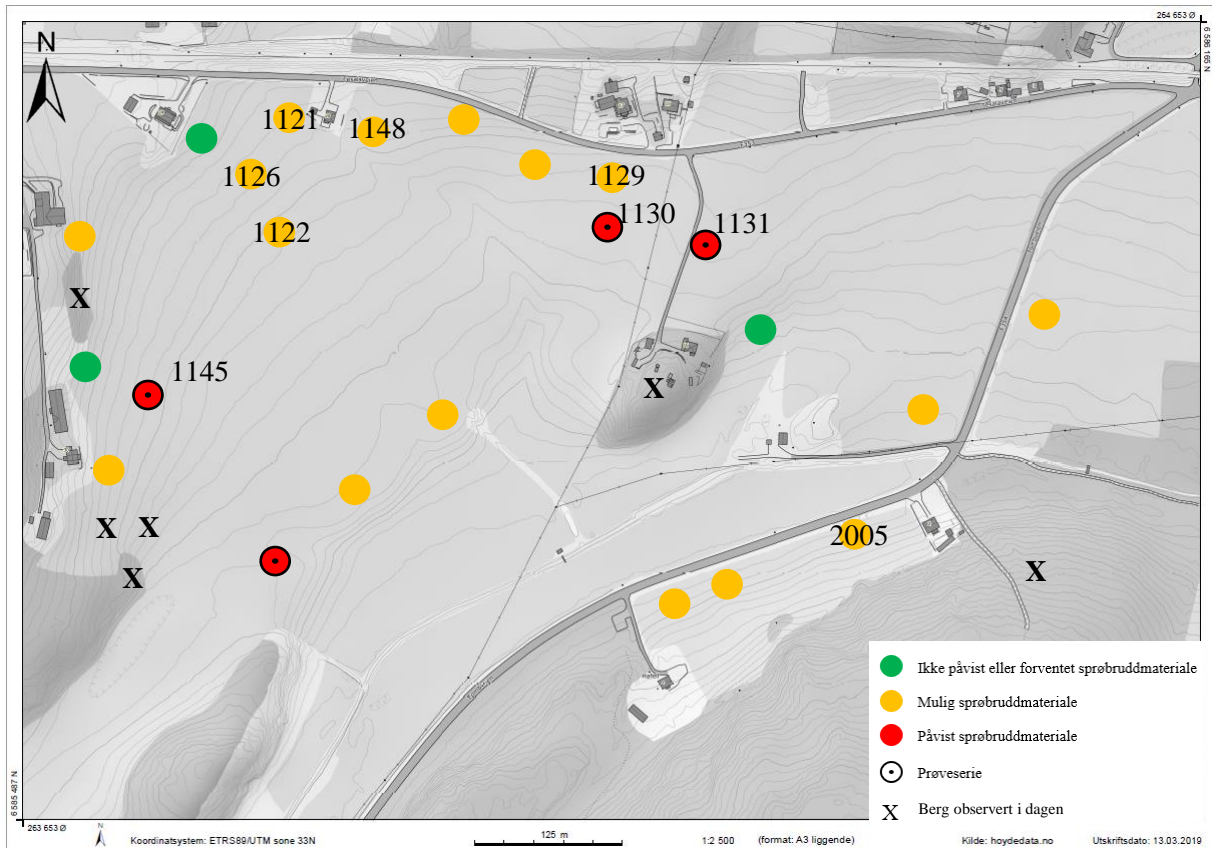 264 653 Ø
6 586 165 N
N
1121
1148
1126
1129
1122
1130
1131
X
1145
X
X
X
2005
X
X
Ikke påvist eller forventet sprøbruddmateriale
Mulig sprøbruddmateriale
Påvist sprøbruddmateriale
Prøveserie
X Berg observert i dagen
6 585 487 N
263 653 Ø
N
Koordinatsystem: ETRS89/UTM sone 33N
125 m
1:2 500
(format: A3 liggende)
Kilde: hoydedata.no
Utskriftsdato: 13.03.2019